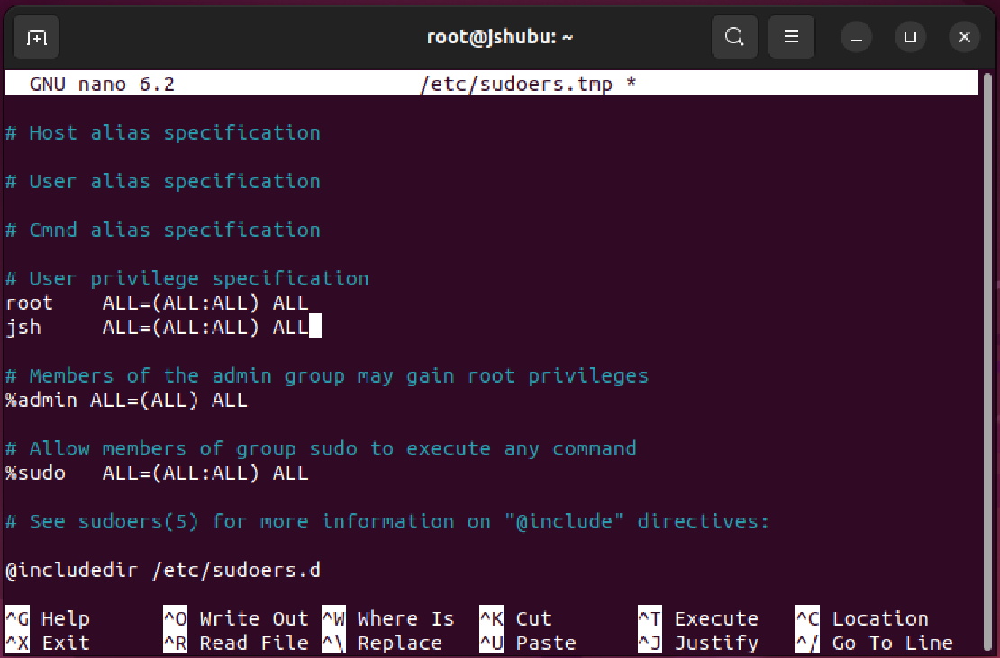 root@jshubu: ~
GNU nano 6.2 /etc/sudoers.tmp *
# Host alias specification
# User alias specification
# Cmnd alias specification
# User privilege specification
root    ALL=(ALL:ALL) ALL
jsh     ALL=(ALL:ALL) ALL
# Members of the admin group may gain root privileges
%admin ALL=(ALL) ALL
# Allow members of group sudo to execute any command
%sudo   ALL=(ALL:ALL) ALL
# See sudoers(5) for more information on "@include" directives:
@includedir /etc/sudoers.d
^G Help ^O Write Out ^W Where Is ^K Cut ^T Execute ^C Location
^X Exit ^R Read File ^\ Replace ^U Paste ^J Justify ^/ Go To Line